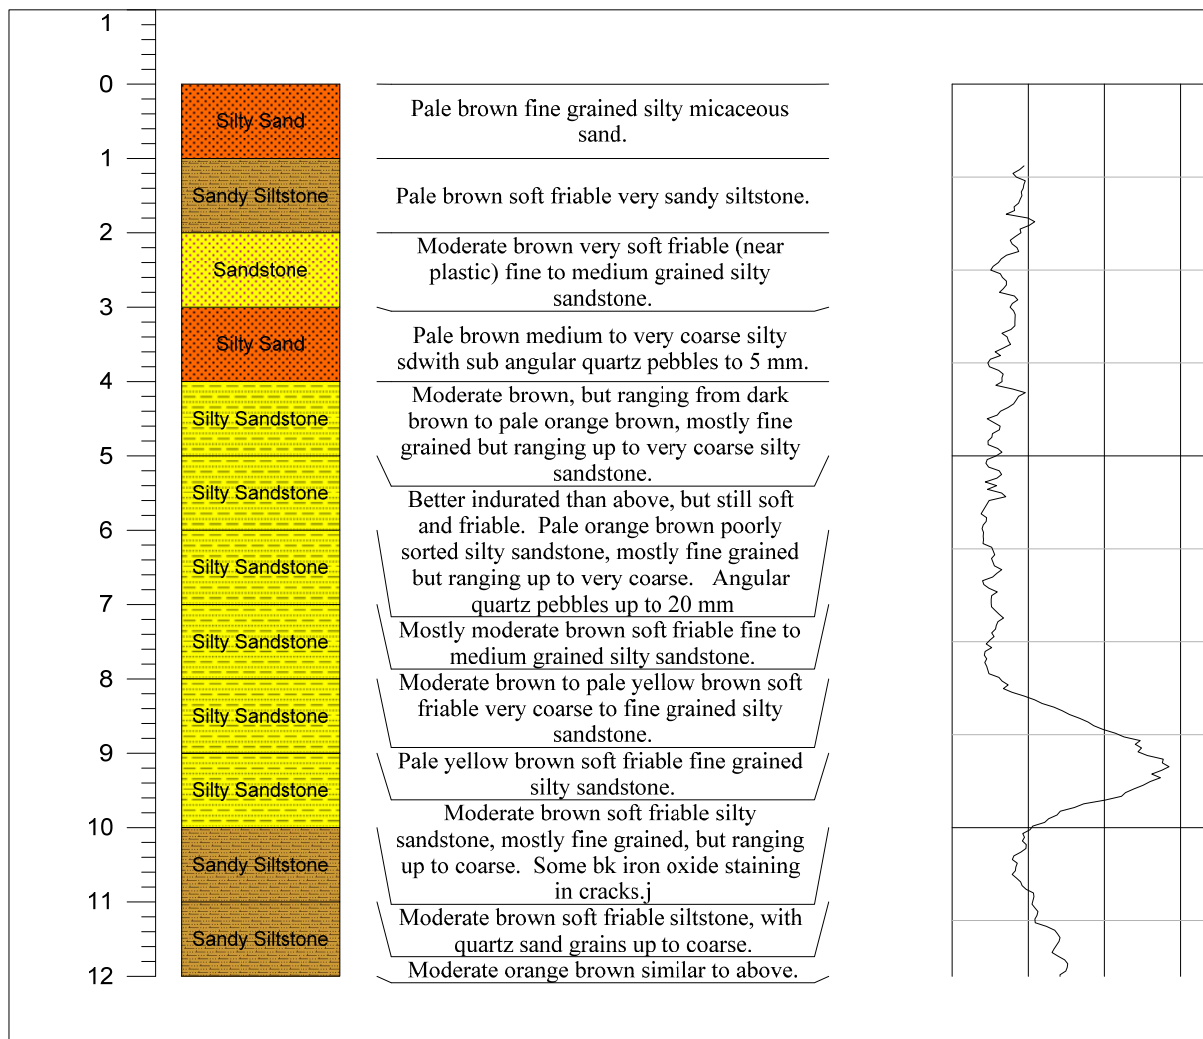 1
0
Silty Sand
Pale brown fine grained silty micaceous
sand.
1
Sandy Siltstone
Pale brown soft friable very sandy siltstone.
2
Sandstone
Moderate brown very soft friable (near
plastic) fine to medium grained silty
sandstone.
3
Silty Sand
Pale brown medium to very coarse silty
sdwith sub angular quartz pebbles to 5 mm.
4
Silty Sandstone
Moderate brown, but ranging from dark
brown to pale orange brown, mostly fine
grained but ranging up to very coarse silty
sandstone.
5
Silty Sandstone
Better indurated than above, but still soft
and friable.  Pale orange brown poorly
sorted silty sandstone, mostly fine grained
but ranging up to very coarse.   Angular
quartz pebbles up to 20 mm
6
Silty Sandstone
Mostly moderate brown soft friable fine to
medium grained silty sandstone.
7
Silty Sandstone
Moderate brown to pale yellow brown soft
friable very coarse to fine grained silty
sandstone.
8
Silty Sandstone
Pale yellow brown soft friable fine grained
silty sandstone.
9
Silty Sandstone
Moderate brown soft friable silty
sandstone, mostly fine grained, but ranging
up to coarse.  Some bk iron oxide staining
in cracks.j
10
Sandy Siltstone
Moderate brown soft friable siltstone, with
quartz sand grains up to coarse.
11
Sandy Siltstone
Moderate orange brown similar to above.
12